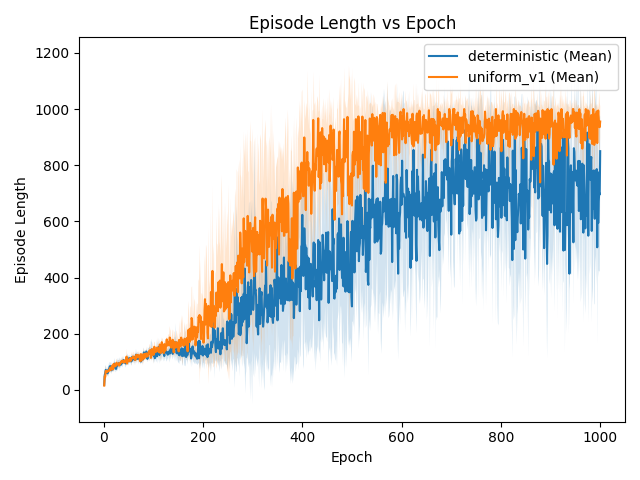 Episode Length vs Epoch
deterministic (Mean)
uniform_v1 (Mean)
1200
1000
800
600
400
200
0
Episode Length
0 200 400 600 800 1000
Epoch